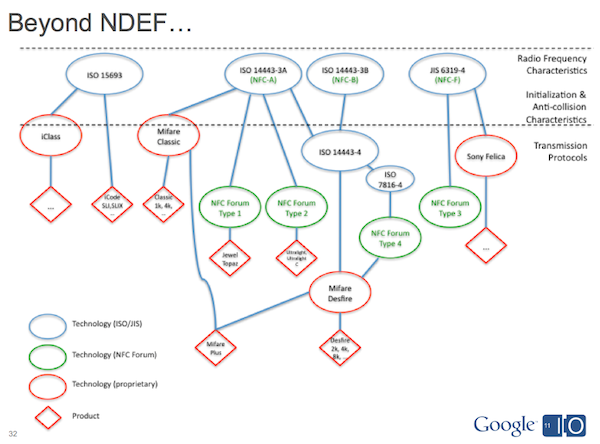 Beyond NDEF…
Radio Frequency
Characteristics
Initialization &
Anti-collision
Characteristics
Transmission
Protocols
ISO 15693
ISO 14443-3A
(NFC-A)
ISO 14443-3B
(NFC-B)
JIS 6319-4
(NFC-F)
iClass
Mifare
Classic
ISO 14443-4
Sony Felica
ISO
7816-4
...
iCode
SLI,SLIX
...
Classic
1k, 4k,
...
NFC Forum
Type 1
NFC Forum
Type 2
NFC Forum
Type 3
NFC Forum
Type 4
...
Jewel
Topaz
Ultralight,
Ultralight
C
Mifare
Desfire
Mifare
Plus
Desfire
2k, 4k,
8k, ...
Technology (ISO/JIS)
Technology (NFC Forum)
Technology (proprietary)
Product
32
Google 11 IO